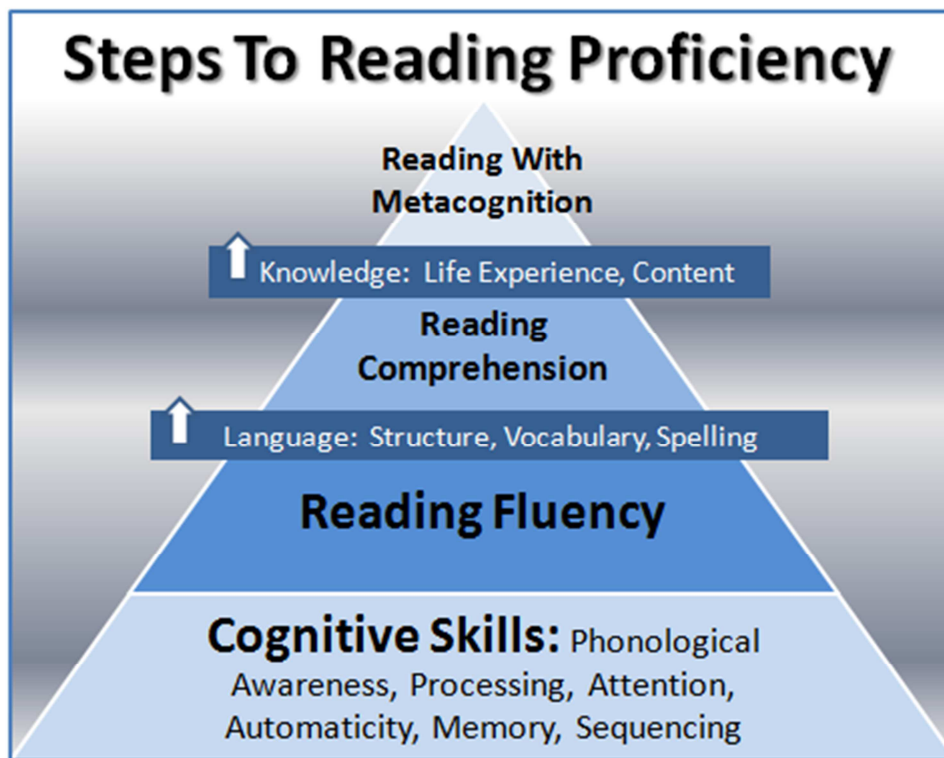 Steps To Reading Proficiency
Reading With
Metacognition
Knowledge: Life Experience, Content
Reading
Comprehension
Language: Structure, Vocabulary, Spelling
Reading Fluency
Cognitive Skills: Phonological
Awareness, Processing, Attention,
Automaticity, Memory, Sequencing